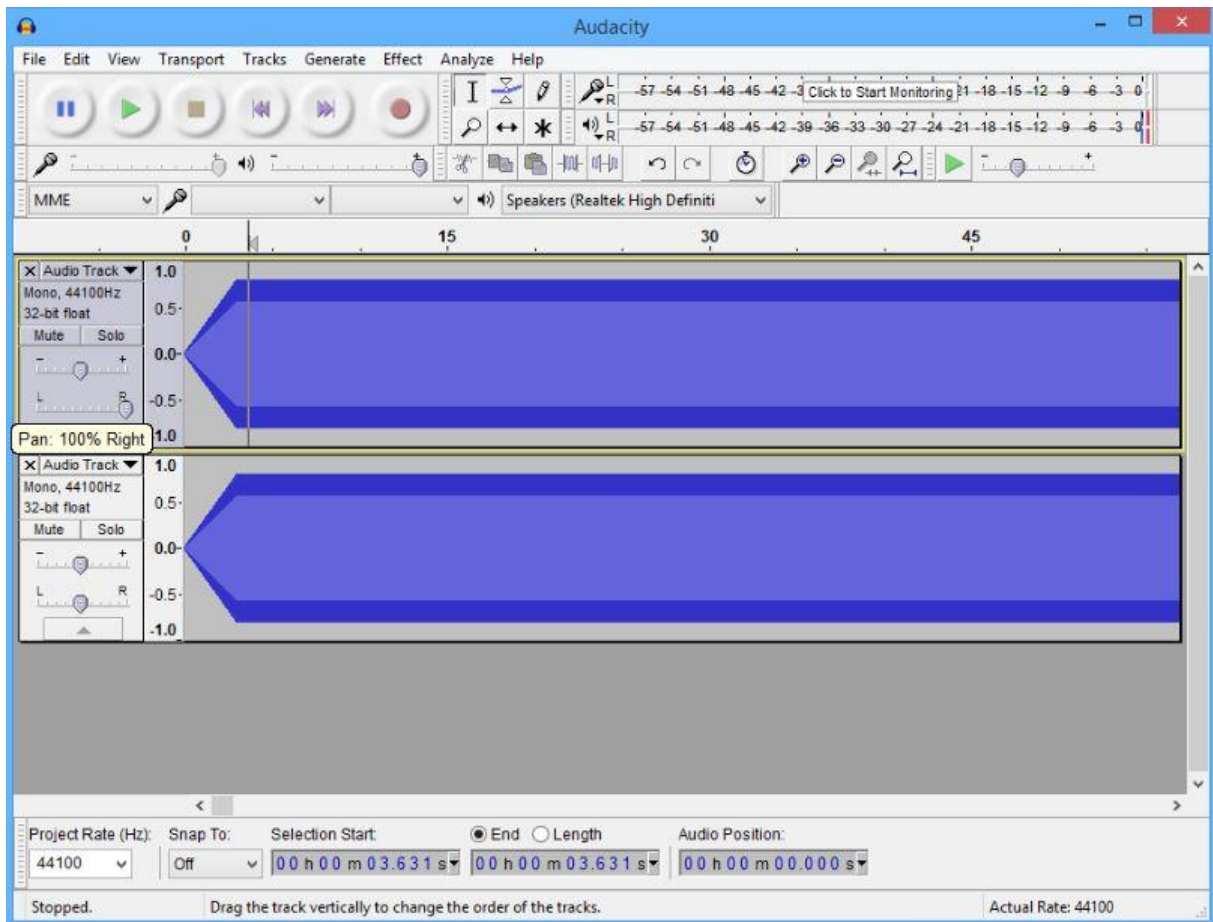 Audacity
File Edit View Transport Tracks Generate Effect Analyze Help
L R -57 -54 -51 -48 -45 -42 -3 Click to Start Monitoring 21 -18 -15 -12 -9 -6 -3 0
L R -57 -54 -51 -48 -45 -42 -39 -36 -33 -30 -27 -24 -21 -18 -15 -12 -9 -6 -3 0
- + - +
MME Speakers (Realtek High Definiti
0 15 30 45
X Audio Track 1.0
Mono, 44100Hz
32-bit float 0.5
Mute Solo
- + 0.0
L R -0.5
Pan: 100% Right 1.0
X Audio Track 1.0
Mono, 44100Hz
32-bit float 0.5
Mute Solo
- + 0.0
L R -0.5
-1.0
Project Rate (Hz): Snap To: Selection Start: End Length Audio Position:
44100 Off 00 h 00 m 03.631 s 00 h 00 m 03.631 s 00 h 00 m 00.000 s
Stopped. Drag the track vertically to change the order of the tracks. Actual Rate: 44100